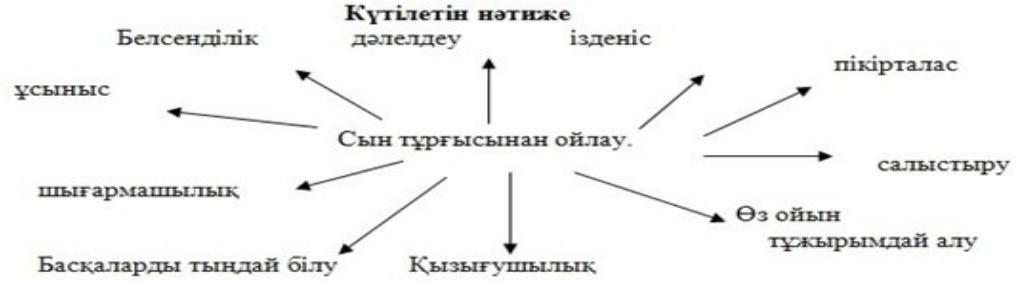 Күтілетін нәтиже
Белсенділік дәлелдеу ізденіс
пікірталас
ұсыныс
Сын тұрғысынан ойлау.
салыстыру
шығармашылық
Өз ойын
тұжырымдай алу
Басқаларды тыңдай білу Қызығушылық